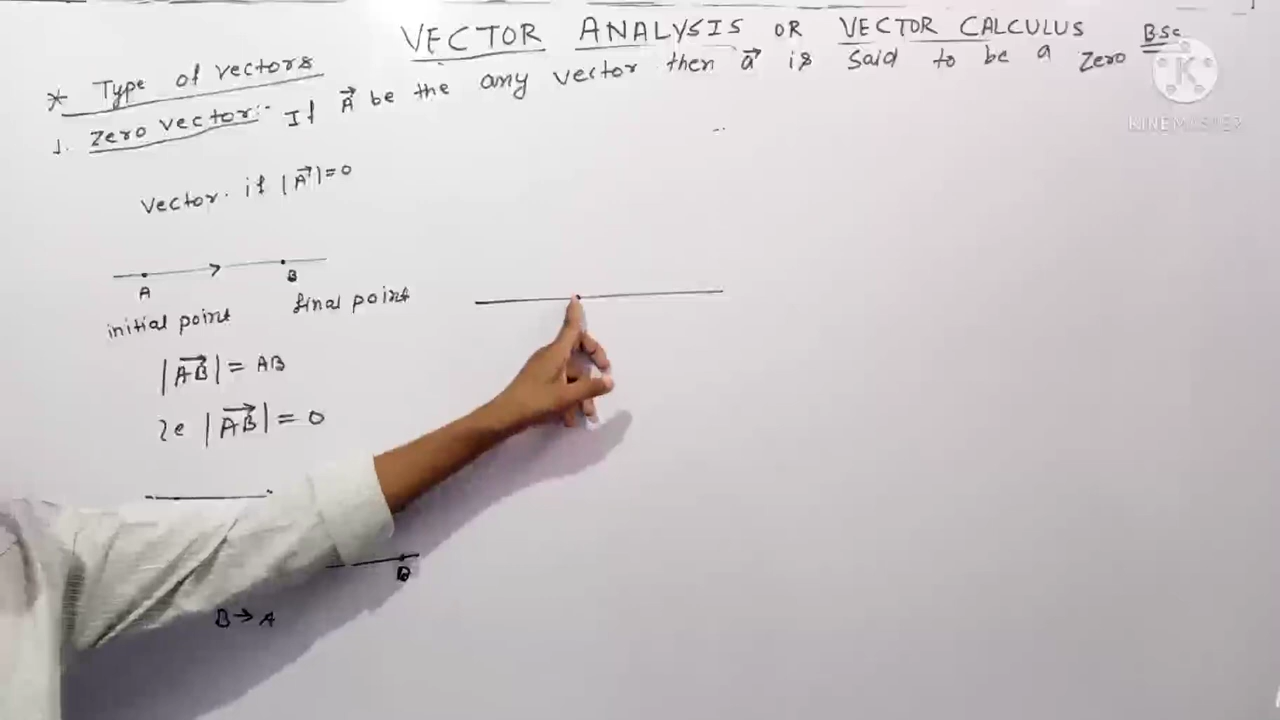 VECTOR ANALYSIS OR VECTOR CALCULUS BSc
* Type of vectors
1. Zero vector:- If A⃗ be the any vector then a⃗ is said to be a zero
vector. if |A⃗|=0
A B
initial point final point
|AB⃗| = AB
ie |AB⃗| = 0
B
B → A
K
KINEMASTER